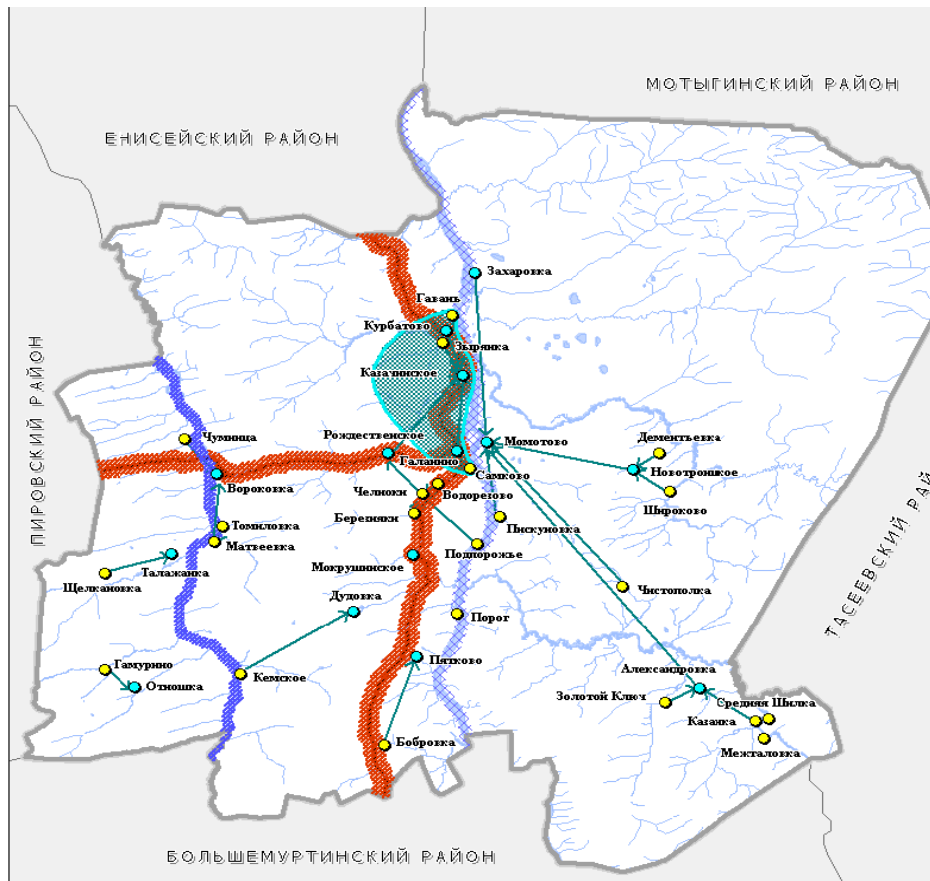 МОТЫГИНСКИЙ РАЙОН
ЕНИСЕЙСКИЙ РАЙОН
Захаровка
Гавань
Курбатово
Зырянка
Казачинское
ПИРОВСКИЙ РАЙОН
Чумница
Рождественское
Момотово
Дементьевка
Галанино
Новотроицкое
Самково
Вороковка
Челноки
Водорезово
Широково
Березняки
Томиловка
Пискуновка
Матвеевка
Подпорожье
Талажанка
Мокрушинское
Щелкановка
Чистополка
Дудовка
Порог
ТАСЕЕВСКИЙ РАЙ
Гамурино
Пятково
Александровка
Отношка
Кемское
Золотой Ключ
Средняя Шилка
Казанка
Бобровка
Межталовка
БОЛЬШЕМУРТИНСКИЙ РАЙОН